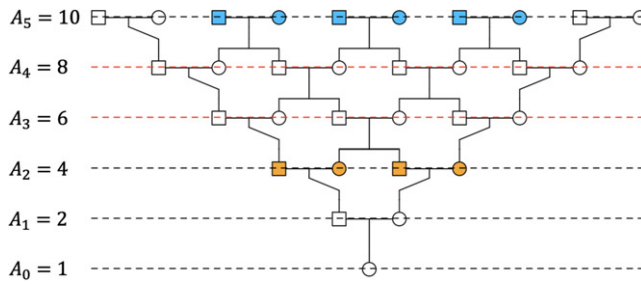 A₅ = 10
A₄ = 8
A₃ = 6
A₂ = 4
A₁ = 2
A₀ = 1